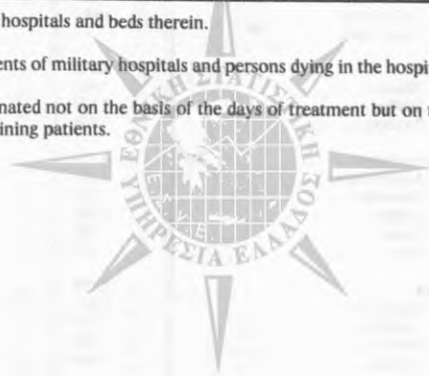 hospitals and beds therein.
ents of military hospitals and persons dying in the hospi
nated not on the basis of the days of treatment but on
ining patients.
ΕΘΝΙΚΗ ΣΤΑΤΙΣΤΙΚΗ
ΥΠΗΡΕΣΙΑ ΕΛΛΑΔΟΣ
Ε Σ Υ Ε